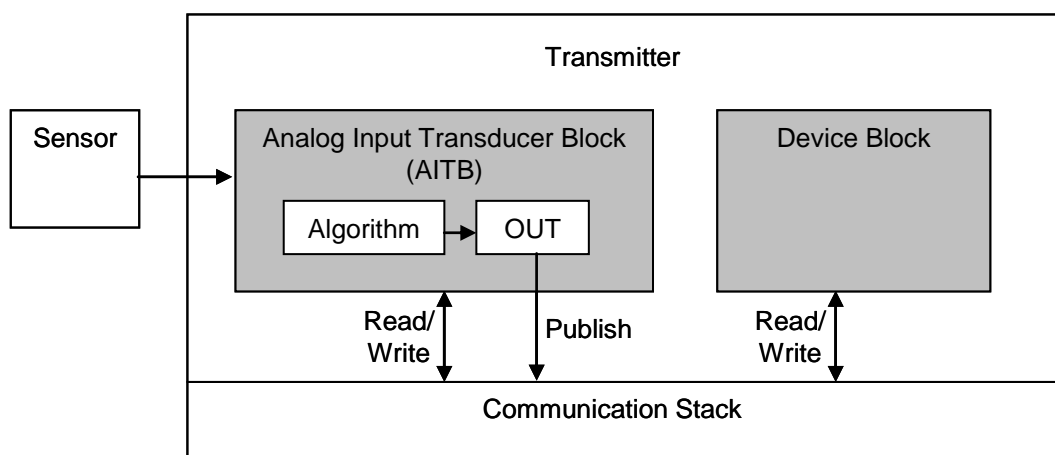 Transmitter
Sensor
Analog Input Transducer Block
(AITB)
Algorithm
OUT
Device Block
Read/
Write
Publish
Read/
Write
Communication Stack